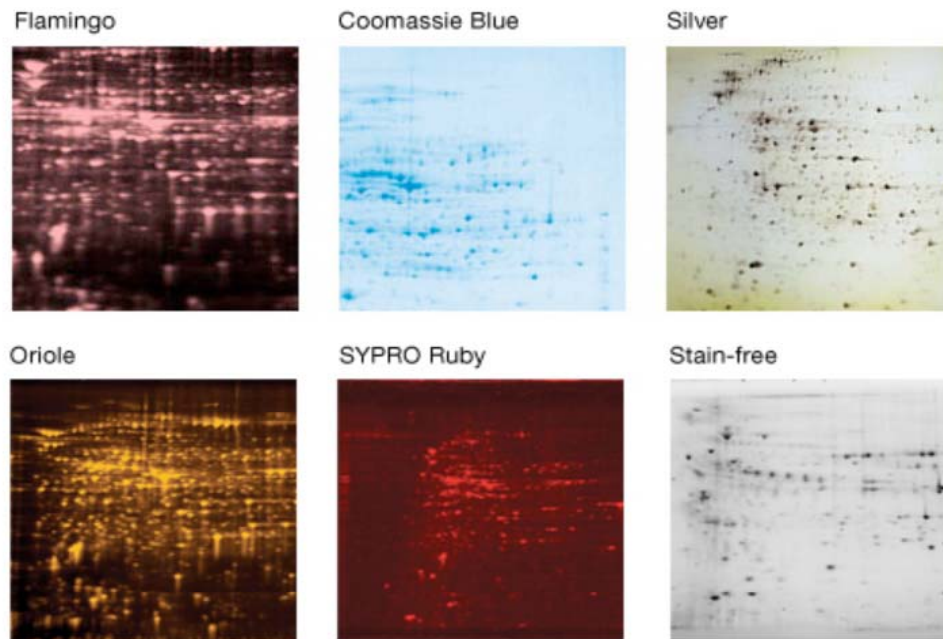 Flamingo
Coomassie Blue
Silver
Oriole
SYPRO Ruby
Stain-free